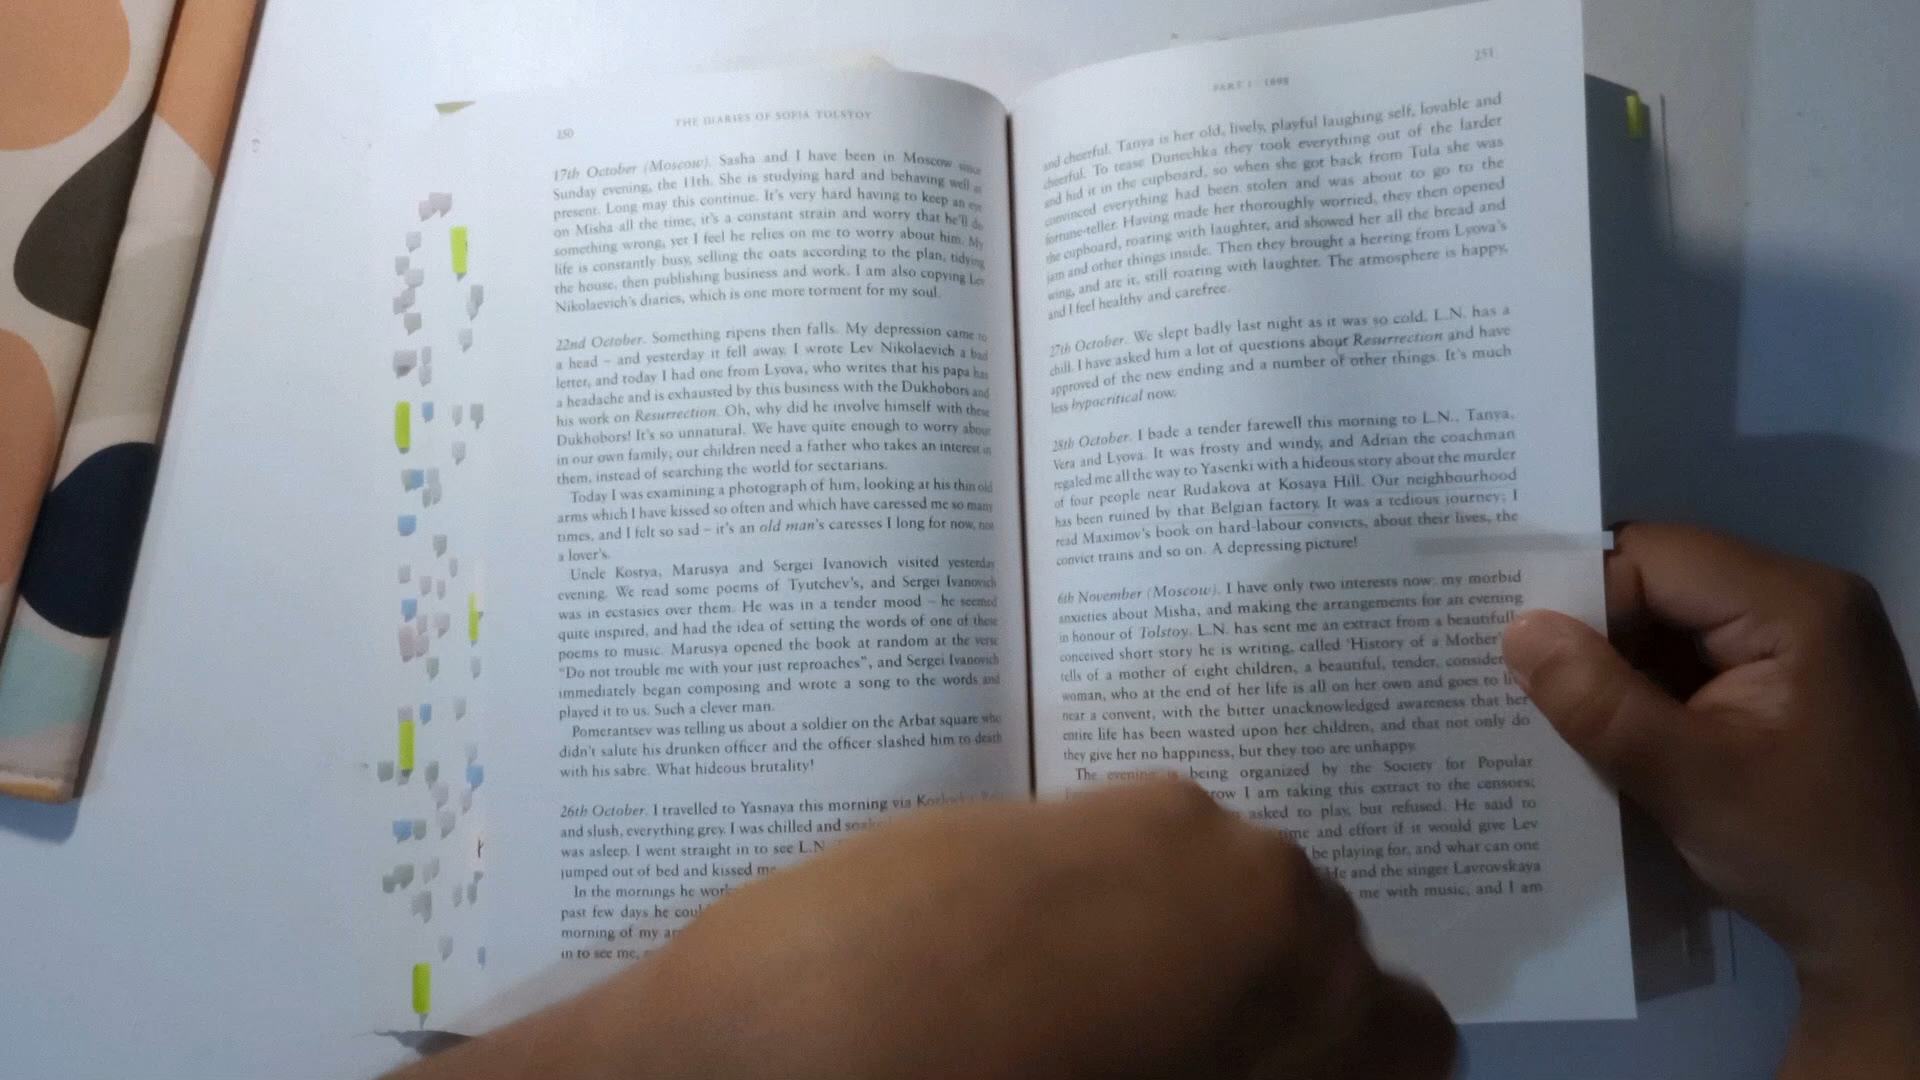 250
THE DIARIES OF SOFIA TOLSTOY
17th October (Moscow). Sasha and I have been in Moscow since
Sunday evening, the 11th. She is studying hard and behaving well at
present. Long may this continue. It's very hard having to keep an eye
on Misha all the time, it's a constant strain and worry that he'll do
something wrong, yet I feel he relies on me to worry about him. My
life is constantly busy, selling the oats according to the plan, tidying
the house, then publishing business and work. I am also copying Lev
Nikolaevich's diaries, which is one more torment for my soul.
22nd October. Something ripens then falls. My depression came to
a head – and yesterday it fell away. I wrote Lev Nikolaevich a bad
letter, and today I had one from Lyova, who writes that his papa has
a headache and is exhausted by this business with the Dukhobors and
his work on Resurrection. Oh, why did he involve himself with these
Dukhobors! It's so unnatural. We have quite enough to worry about
in our own family; our children need a father who takes an interest in
them, instead of searching the world for sectarians.
Today I was examining a photograph of him, looking at his thin old
arms which I have kissed so often and which have caressed me so many
times, and I felt so sad – it's an old man's caresses I long for now, not
a lover's.
Uncle Kostya, Marusya and Sergei Ivanovich visited yesterday
evening. We read some poems of Tyutchev's, and Sergei Ivanovich
was in ecstasies over them. He was in a tender mood – he seemed
quite inspired, and had the idea of setting the words of one of these
poems to music. Marusya opened the book at random at the verse
"Do not trouble me with your just reproaches", and Sergei Ivanovich
immediately began composing and wrote a song to the words and
played it to us. Such a clever man.
Pomerantsev was telling us about a soldier on the Arbat square who
didn't salute his drunken officer and the officer slashed him to death
with his sabre. What hideous brutality!
26th October. I travelled to Yasnaya this morning via
and slush, everything grey. I was chilled and
was asleep. I went straight in to see L.N.
jumped out of bed and kissed me
In the mornings he
past few days he
morning of my
in to see me,
PART I · 1898
251
and cheerful. Tanya is her old, lively, playful laughing self, lovable and
cheerful. To tease Dunechka they took everything out of the larder
and hid it in the cupboard, so when she got back from Tula she was
convinced everything had been stolen and was about to go to the
fortune-teller. Having made her thoroughly worried, they then opened
the cupboard, roaring with laughter, and showed her all the bread and
jam and other things inside. Then they brought a herring from Lyova's
wing, and ate it, still roaring with laughter. The atmosphere is happy,
and I feel healthy and carefree.
27th October. We slept badly last night as it was so cold. L.N. has a
chill. I have asked him a lot of questions about Resurrection and have
approved of the new ending and a number of other things. It's much
less hypocritical now.
28th October. I bade a tender farewell this morning to L.N., Tanya,
Vera and Lyova. It was frosty and windy, and Adrian the coachman
regaled me all the way to Yasenki with a hideous story about the murder
of four people near Rudakova at Kosaya Hill. Our neighbourhood
has been ruined by that Belgian factory. It was a tedious journey; I
read Maximov's book on hard-labour convicts, about their lives, the
convict trains and so on. A depressing picture!
6th November (Moscow). I have only two interests now: my morbid
anxieties about Misha, and making the arrangements for an evening
in honour of Tolstoy. L.N. has sent me an extract from a beautifully
conceived short story he is writing, called 'History of a Mother'
tells of a mother of eight children, a beautiful, tender,
woman, who at the end of her life is all on her own and goes to
near a convent, with the bitter unacknowledged awareness that her
entire life has been wasted upon her children, and that not only do
they give her no happiness, but they too are unhappy.
The evening is being organized by the Society for Popular
I am taking this extract to the censors;
asked to play, but refused. He said to
time and effort if it would give Lev
be playing for, and what can one
He and the singer Lavrovskaya
me with music, and I am